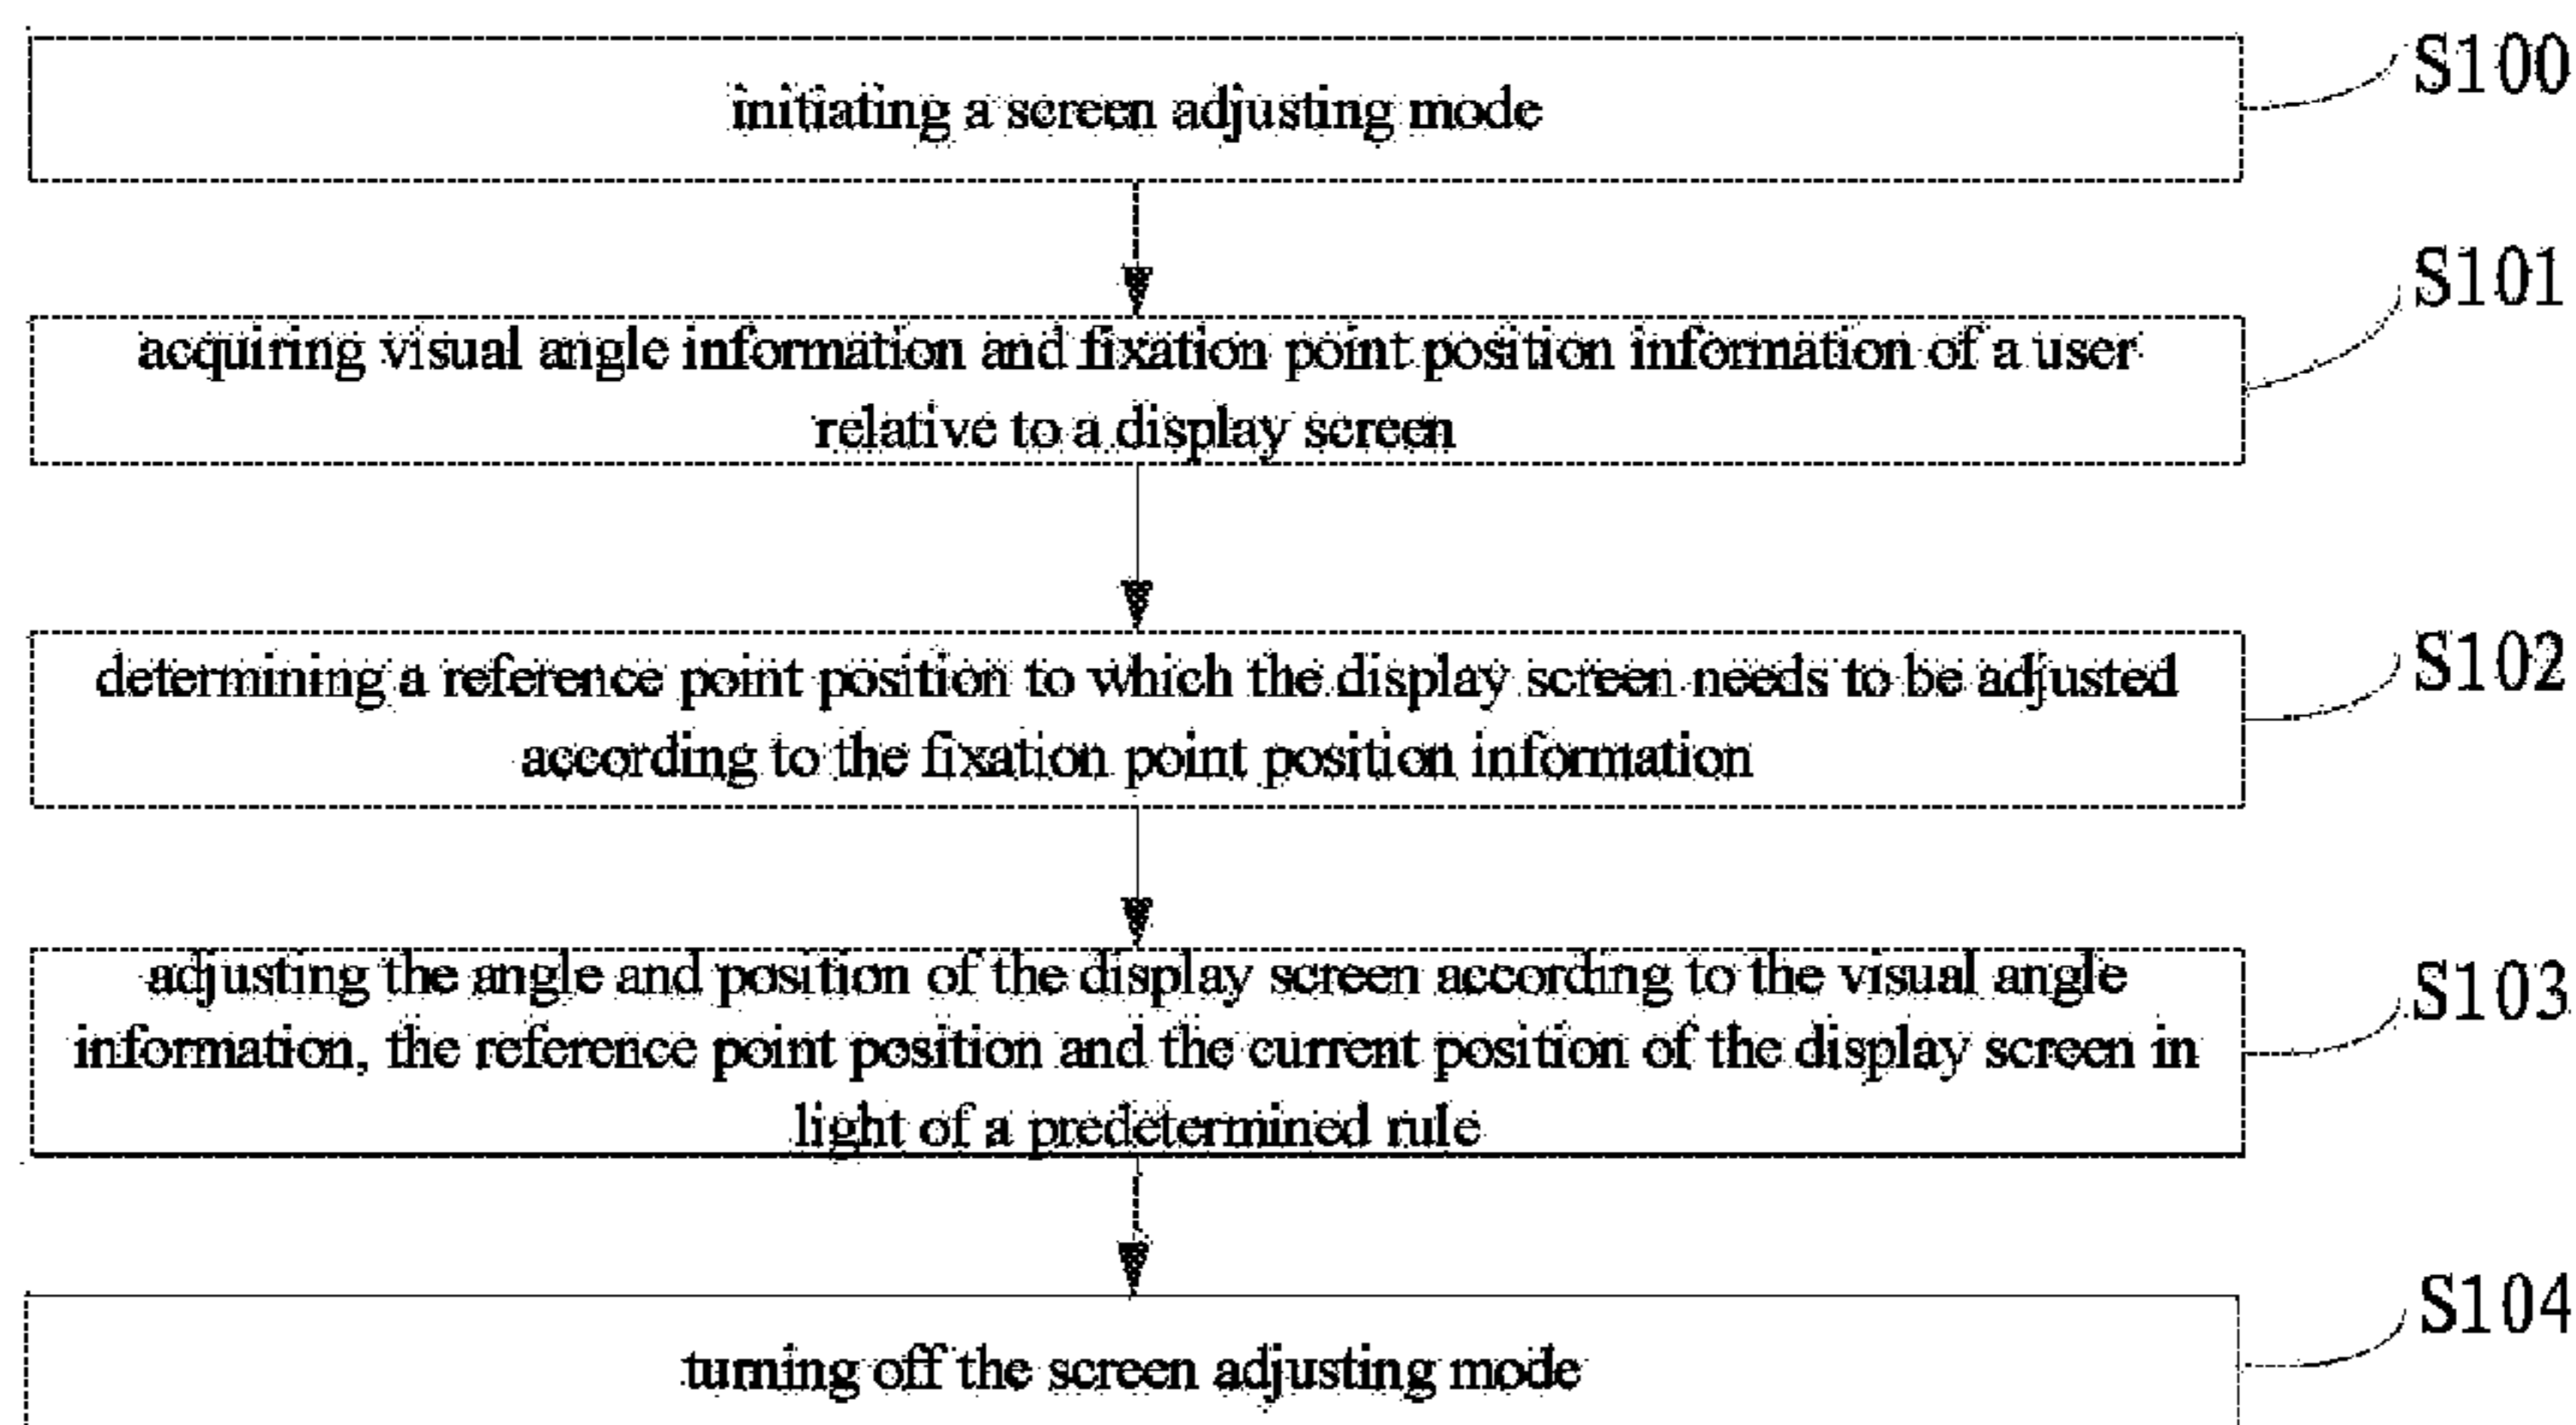 initiating a screen adjusting mode
S100
acquiring visual angle information and fixation point position information of a user
relative to a display screen
S101
determining a reference point position to which the display screen needs to be adjusted
according to the fixation point position information
S102
adjusting the angle and position of the display screen according to the visual angle
information, the reference point position and the current position of the display screen in
light of a predetermined rule
S103
turning off the screen adjusting mode
S104